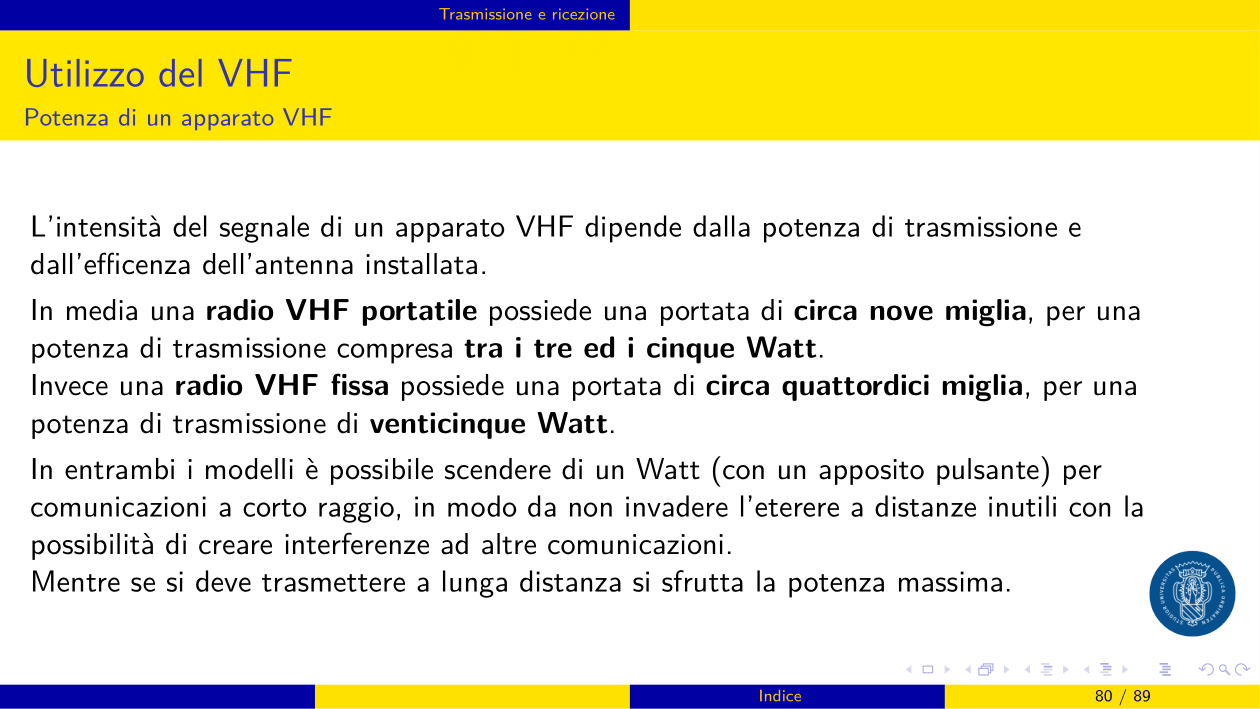 Trasmissione e ricezione
Utilizzo del VHF
Potenza di un apparato VHF
L'intensità del segnale di un apparato VHF dipende dalla potenza di trasmissione e
dall'efficenza dell'antenna installata.
In media una radio VHF portatile possiede una portata di circa nove miglia, per una
potenza di trasmissione compresa tra i tre ed i cinque Watt.
Invece una radio VHF fissa possiede una portata di circa quattordici miglia, per una
potenza di trasmissione di venticinque Watt.
In entrambi i modelli è possibile scendere di un Watt (con un apposito pulsante) per
comunicazioni a corto raggio, in modo da non invadere l'eterere a distanze inutili con la
possibilità di creare interferenze ad altre comunicazioni.
Mentre se si deve trasmettere a lunga distanza si sfrutta la potenza massima.
Indice
80 / 89